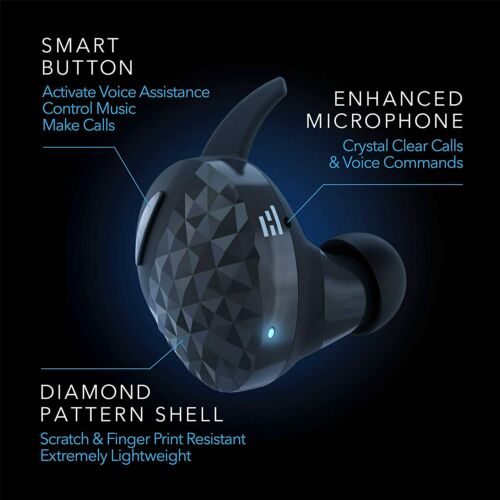 SMART
BUTTON
Activate Voice Assistance
Control Music
Make Calls
ENHANCED
MICROPHONE
Crystal Clear Calls
& Voice Commands
DIAMOND
PATTERN SHELL
Scratch & Finger Print Resistant
Extremely Lightweight